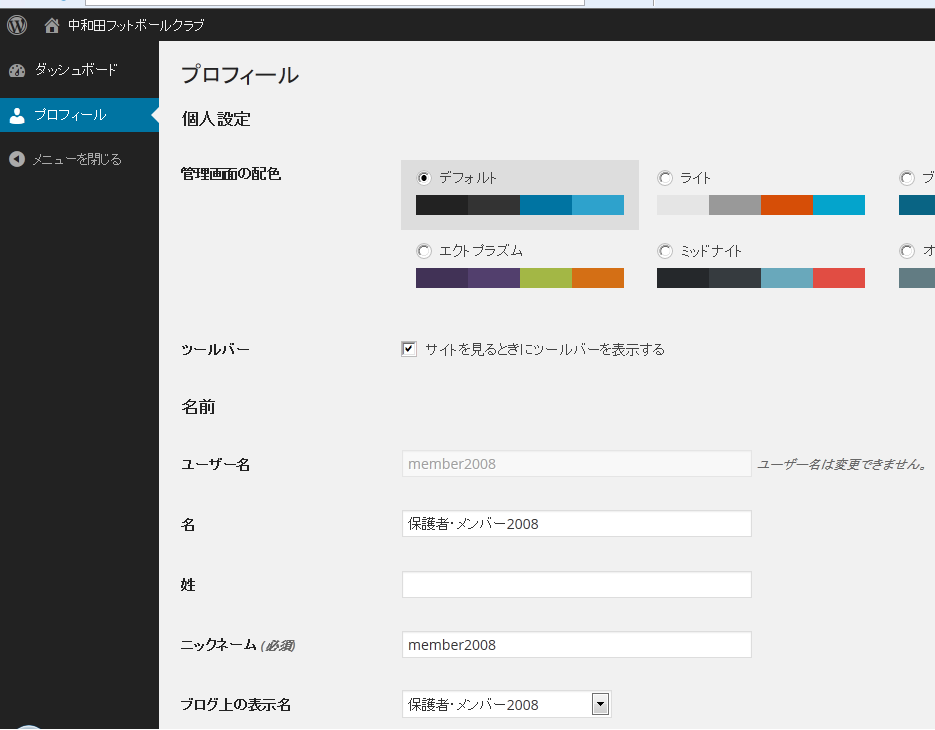 中和田フットボールクラブ
ダッシュボード
プロフィール
メニューを閉じる
プロフィール
個人設定
管理画面の配色
デフォルト
ライト
エクトプラズム
ミッドナイト
ツールバー
サイトを見るときにツールバーを表示する
名前
ユーザー名
member2008
ユーザー名は変更できません。
名
保護者・メンバー2008
姓
ニックネーム (必須)
member2008
ブログ上の表示名
保護者・メンバー2008